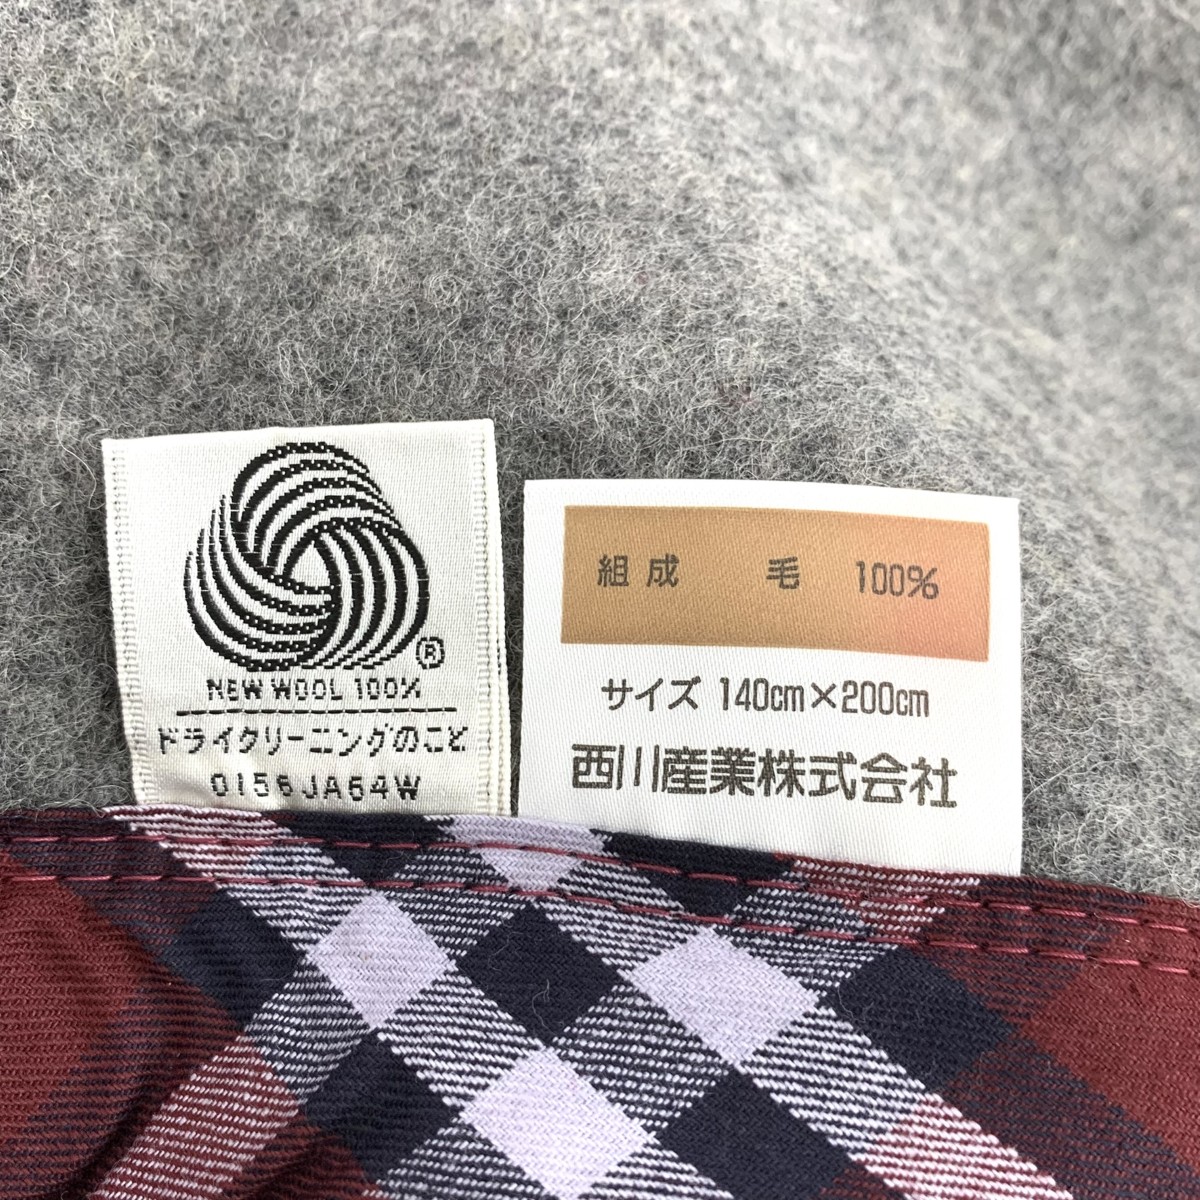 ®
NEW WOOL 100%
ドライクリーニングのこと
0156JA64W
組成 毛 100%
サイズ 140cm×200cm
西川産業株式会社